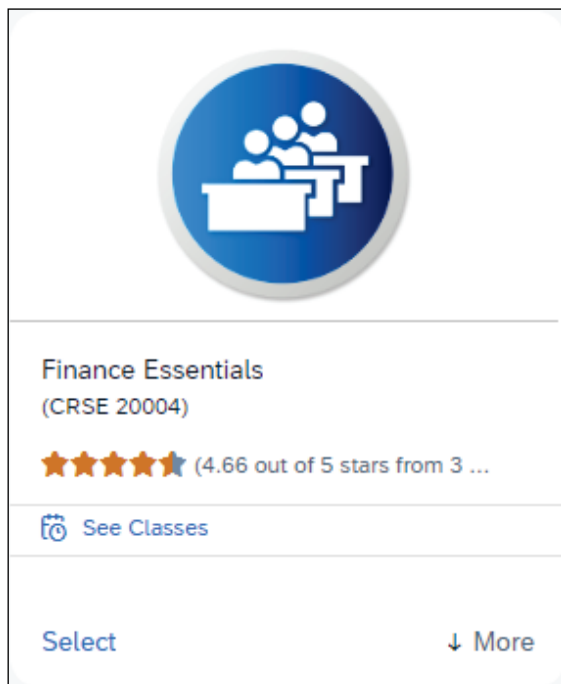 Finance Essentials
(CRSE 20004)
(4.66 out of 5 stars from 3 ...
See Classes
Select
↓ More